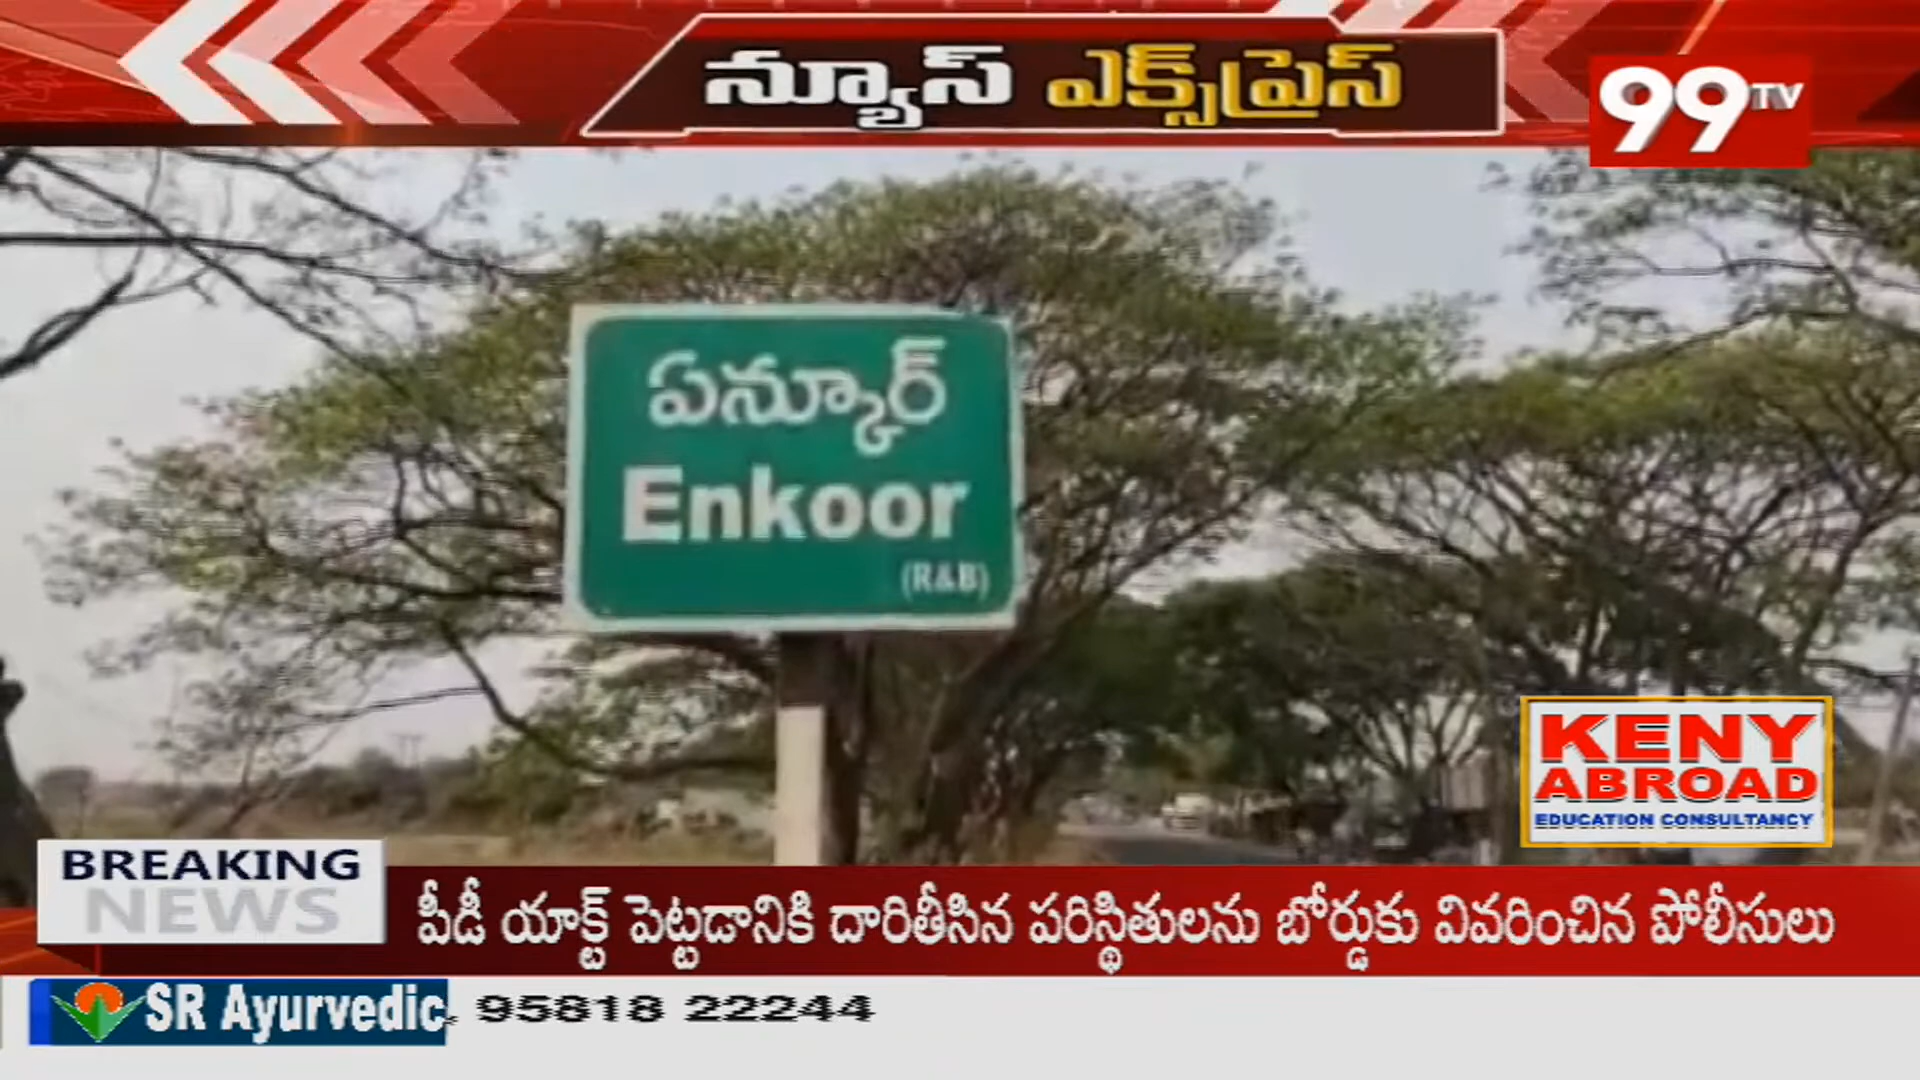 న్యూస్ ఎక్స్‌ప్రెస్
99TV
ఏన్కూర్
Enkoor
(R&B)
KENY
ABROAD
EDUCATION CONSULTANCY
BREAKING
NEWS
పీడీ యాక్ట్ పెట్టడానికి దారితీసిన పరిస్థితులను బోర్డుకు వివరించిన పోలీసులు
SR Ayurvedic, 95818 22244